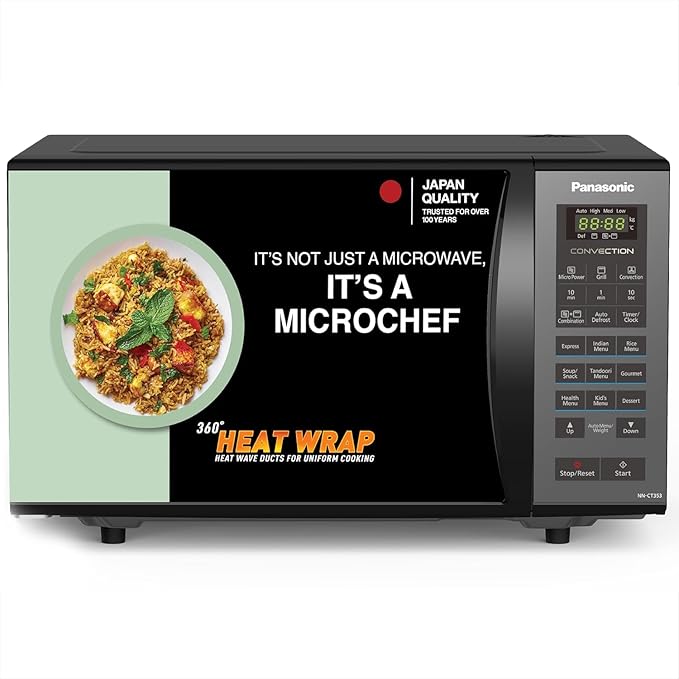 JAPAN
QUALITY
TRUSTED FOR OVER
100 YEARS
IT'S NOT JUST A MICROWAVE,
IT'S A
MICROCHEF
360°
HEAT WRAP
HEAT WAVE DUCTS FOR UNIFORM COOKING
Panasonic
Auto High Med Low
88:88 kg
°C
Def
CONVECTION
Micro Power Grill Convection
10 min 1 min 10 sec
Combination Auto Defrost Timer/Clock
Express Indian Menu Rice Menu
Soup/Snack Tandoori Menu Gourmet
Health Menu Kid's Menu Dessert
Up Auto Menu/Weight Down
Stop/Reset Start
NN-CT353